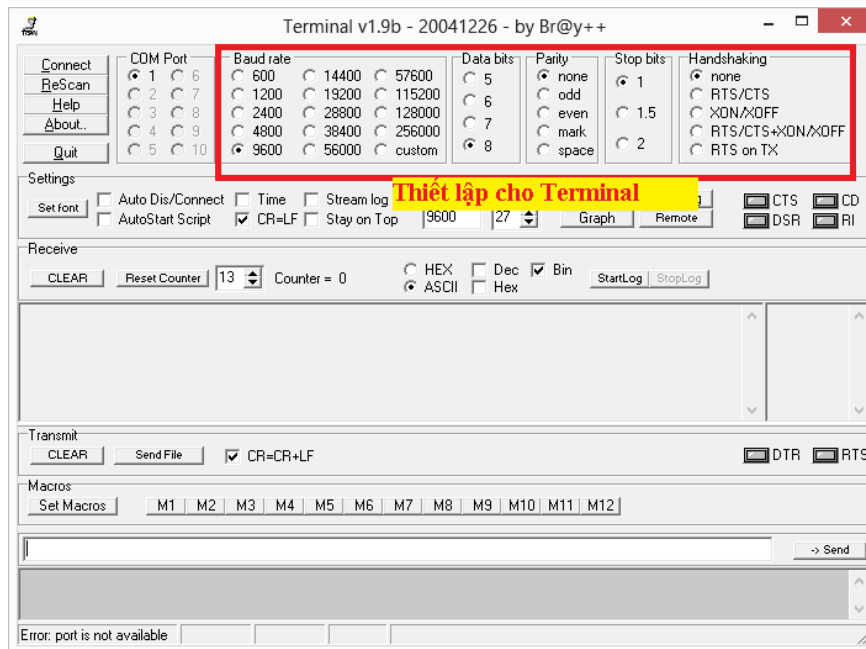 Terminal v1.9b - 20041226 - by Br@y++
Connect
ReScan
Help
About..
Quit
COM Port
1 6
2 7
3 8
4 9
5 10
Baud rate
600 14400 57600
1200 19200 115200
2400 28800 128000
4800 38400 256000
9600 56000 custom
Data bits
5
6
7
8
Parity
none
odd
even
mark
space
Stop bits
1
1.5
2
Handshaking
none
RTS/CTS
XON/XOFF
RTS/CTS+XON/XOFF
RTS on TX
Settings
Set font
Auto Dis/Connect Time Stream log
AutoStart Script CR=LF Stay on Top
Thiết lập cho Terminal
9600 27 Graph Remote
CTS CD
DSR RI
Receive
CLEAR Reset Counter 13 Counter = 0
HEX Dec Bin
ASCII Hex
StartLog StopLog
Transmit
CLEAR Send File CR=CR+LF
DTR RTS
Macros
Set Macros M1 M2 M3 M4 M5 M6 M7 M8 M9 M10 M11 M12
-> Send
Error: port is not available